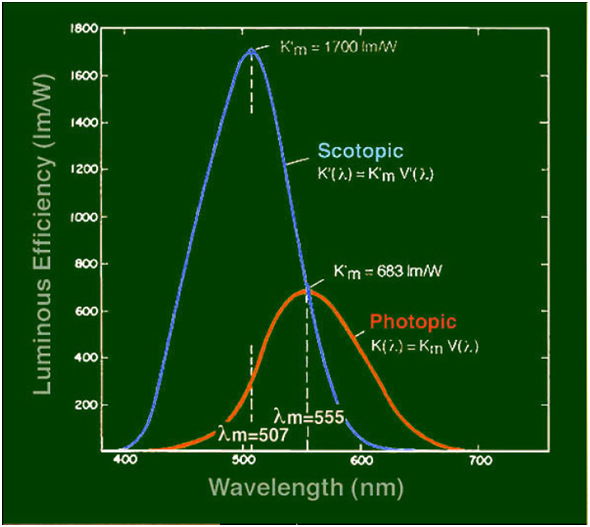 1800
K'm = 1700 lm/W
1600
1400
Scotopic
K'(λ) = K'm V'(λ)
1200
1000
800
K'm = 683 lm/W
600
Photopic
K(λ) = Km V(λ)
400
200
λm=555
λm=507
400 500 600 700
Wavelength (nm)
Luminous Efficiency (lm/W)